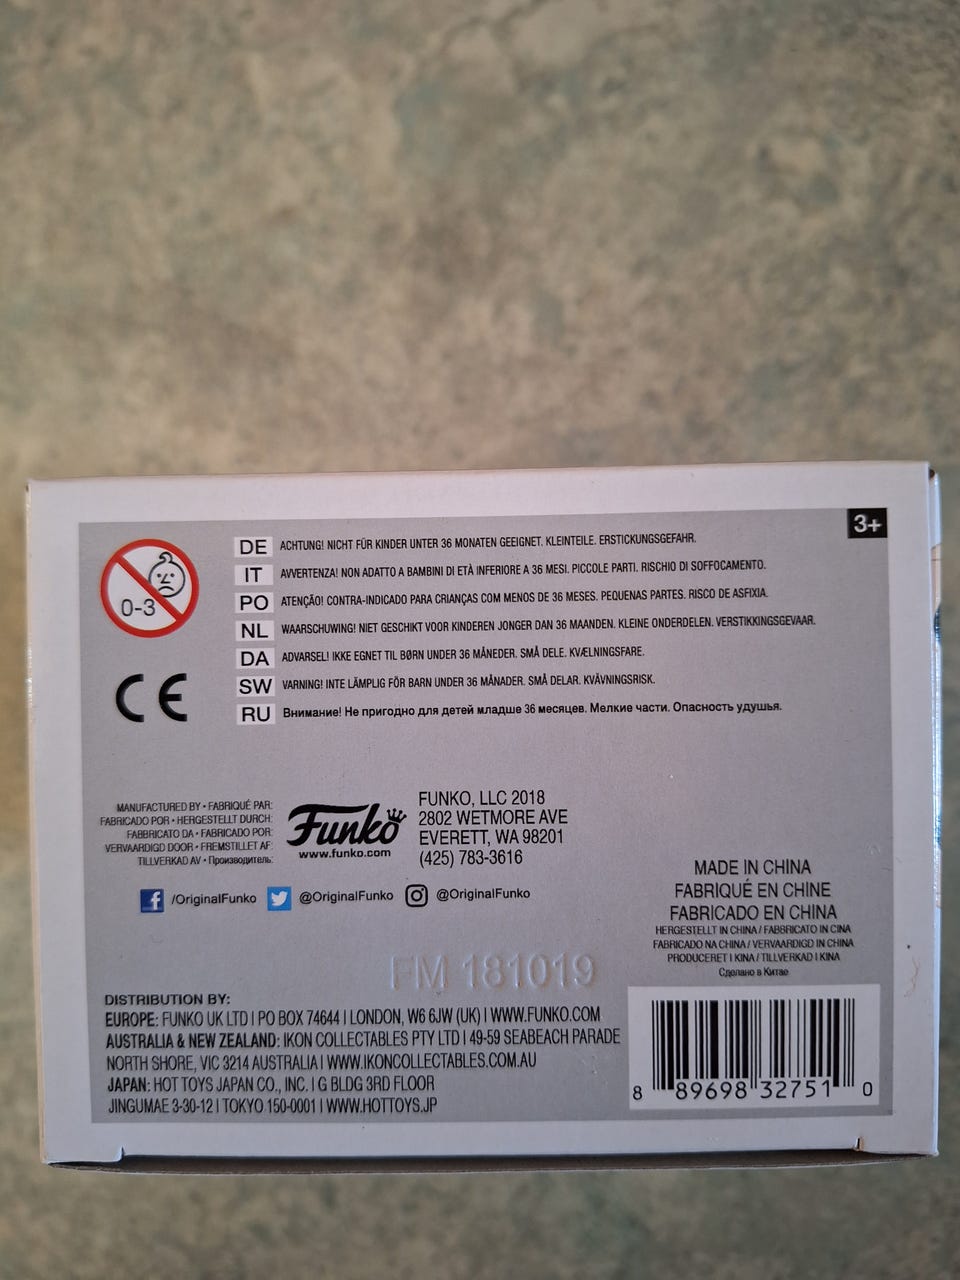 3+
0-3
DE ACHTUNG! NICHT FÜR KINDER UNTER 36 MONATEN GEEIGNET. KLEINTEILE. ERSTICKUNGSGEFAHR.
IT AVVERTENZA! NON ADATTO A BAMBINI DI ETÀ INFERIORE A 36 MESI. PICCOLE PARTI. RISCHIO DI SOFFOCAMENTO.
PO ATENÇÃO! CONTRA-INDICADO PARA CRIANÇAS COM MENOS DE 36 MESES. PEQUENAS PARTES. RISCO DE ASFIXIA.
NL WAARSCHUWING! NIET GESCHIKT VOOR KINDEREN JONGER DAN 36 MAANDEN. KLEINE ONDERDELEN. VERSTIKKINGSGEVAAR.
DA ADVARSEL! IKKE EGNET TIL BØRN UNDER 36 MÅNEDER. SMÅ DELE. KVÆLNINGSFARE.
SW VARNING! INTE LÄMPLIG FÖR BARN UNDER 36 MÅNADER. SMÅ DELAR. KVÄVNINGSRISK.
RU Внимание! Не пригодно для детей младше 36 месяцев. Мелкие части. Опасность удушья.
CE
MANUFACTURED BY • FABRIQUÉ PAR:
FABRICADO POR • HERGESTELLT DURCH:
FABBRICATO DA • FABRICADO POR:
VERVAARDIGD DOOR • FREMSTILLET AF:
TILLVERKAD AV • Производитель:
Funko
www.funko.com
FUNKO, LLC 2018
2802 WETMORE AVE
EVERETT, WA 98201
(425) 783-3616
/OriginalFunko @OriginalFunko @OriginalFunko
MADE IN CHINA
FABRIQUÉ EN CHINE
FABRICADO EN CHINA
HERGESTELLT IN CHINA / FABBRICATO IN CINA
FABRICADO NA CHINA / VERVAARDIGD IN CHINA
PRODUCERET I KINA / TILLVERKAD I KINA
Сделано в Китае
FM 181019
DISTRIBUTION BY:
EUROPE: FUNKO UK LTD | PO BOX 74644 | LONDON, W6 6JW (UK) | WWW.FUNKO.COM
AUSTRALIA & NEW ZEALAND: IKON COLLECTABLES PTY LTD | 49-59 SEABEACH PARADE
NORTH SHORE, VIC 3214 AUSTRALIA | WWW.IKONCOLLECTABLES.COM.AU
JAPAN: HOT TOYS JAPAN CO., INC. | G BLDG 3RD FLOOR
JINGUMAE 3-30-12 | TOKYO 150-0001 | WWW.HOTTOYS.JP
8 89698 32751 0